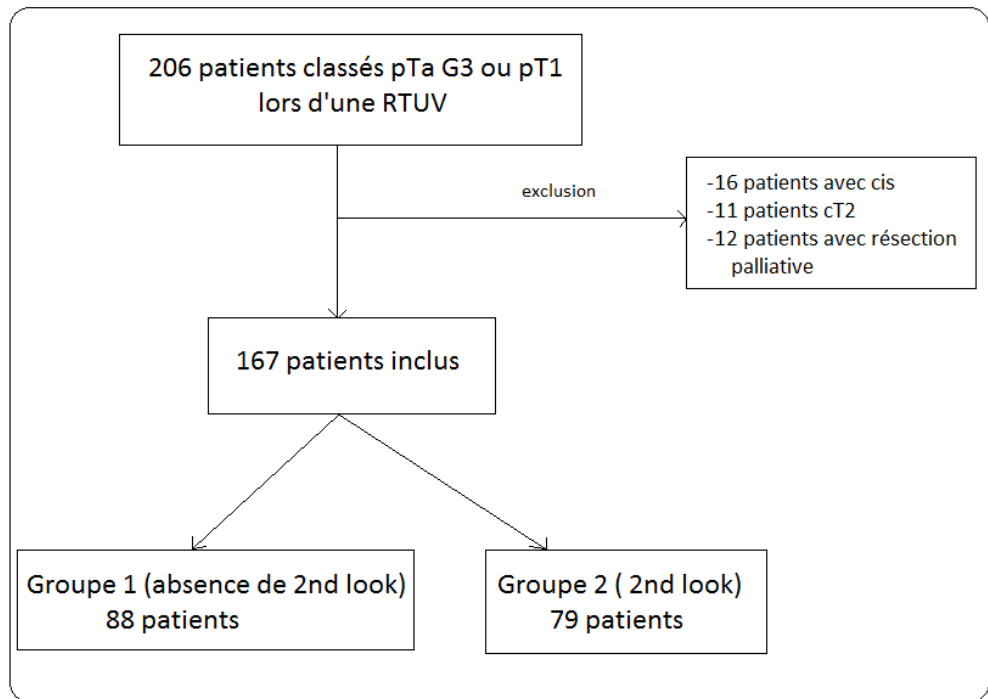 206 patients classés pTa G3 ou pT1
lors d'une RTUV
exclusion
-16 patients avec cis
-11 patients cT2
-12 patients avec résection
palliative
167 patients inclus
Groupe 1 (absence de 2nd look)
88 patients
Groupe 2 ( 2nd look)
79 patients